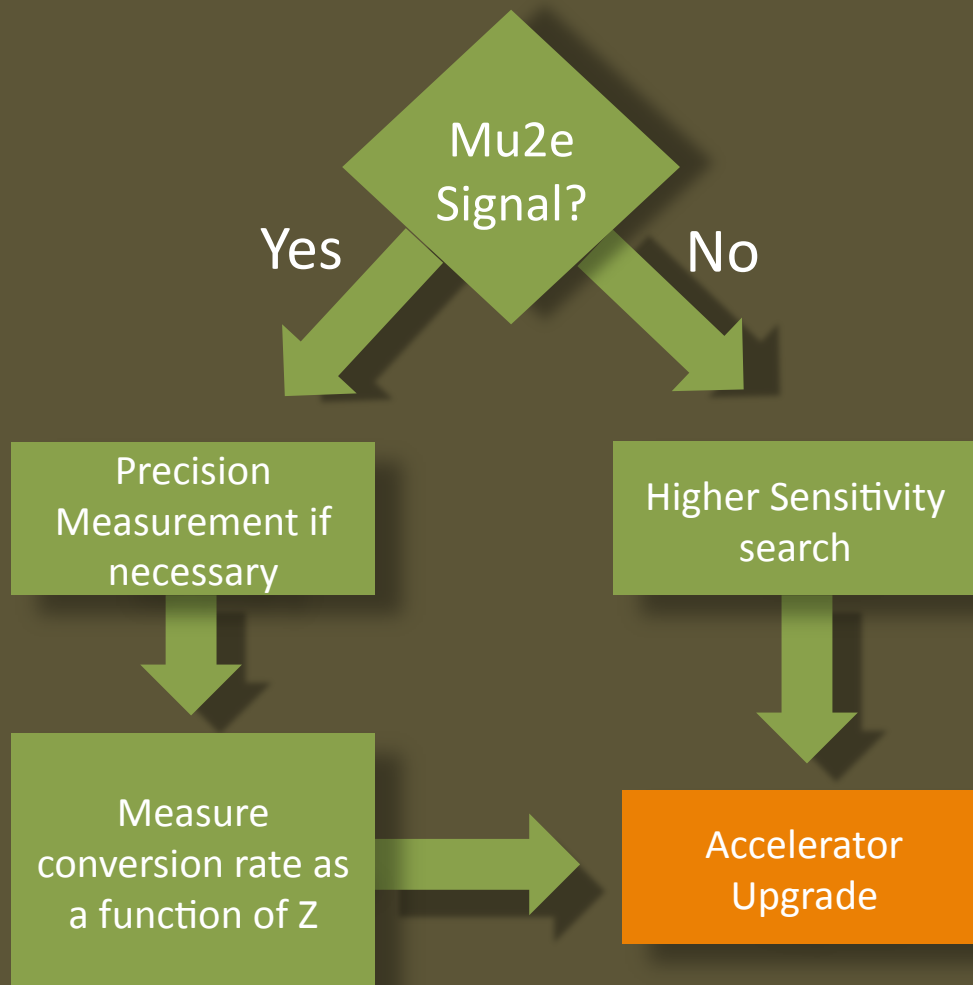 Mu2e
Signal?
Yes
No
Precision
Measurement if
necessary
Higher Sensitivity
search
Measure
conversion rate as
a function of Z
Accelerator
Upgrade